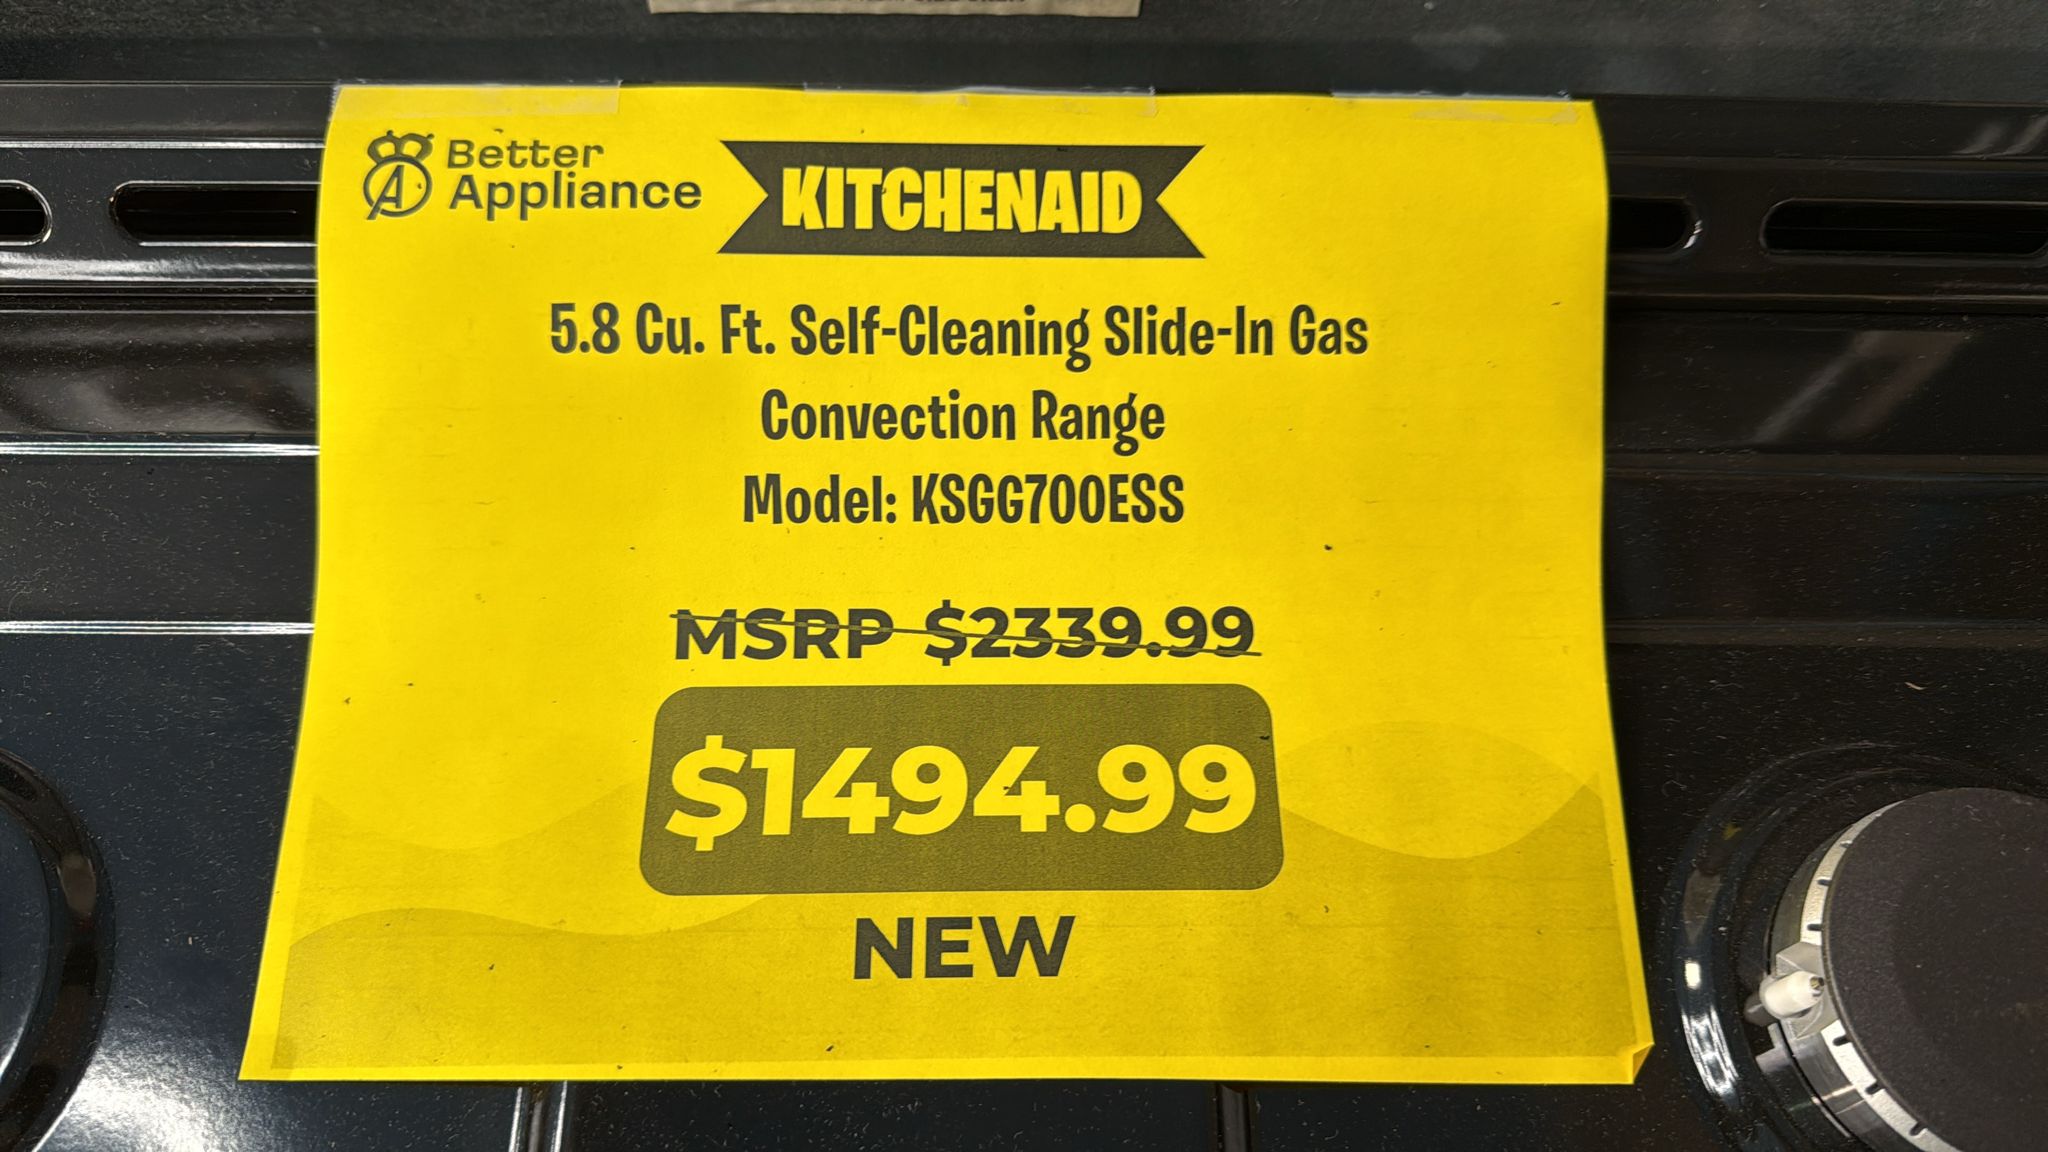 Better
Appliance
KITCHENAID
5.8 Cu. Ft. Self-Cleaning Slide-In Gas
Convection Range
Model: KSGG700ESS
MSRP $2339.99
$1494.99
NEW